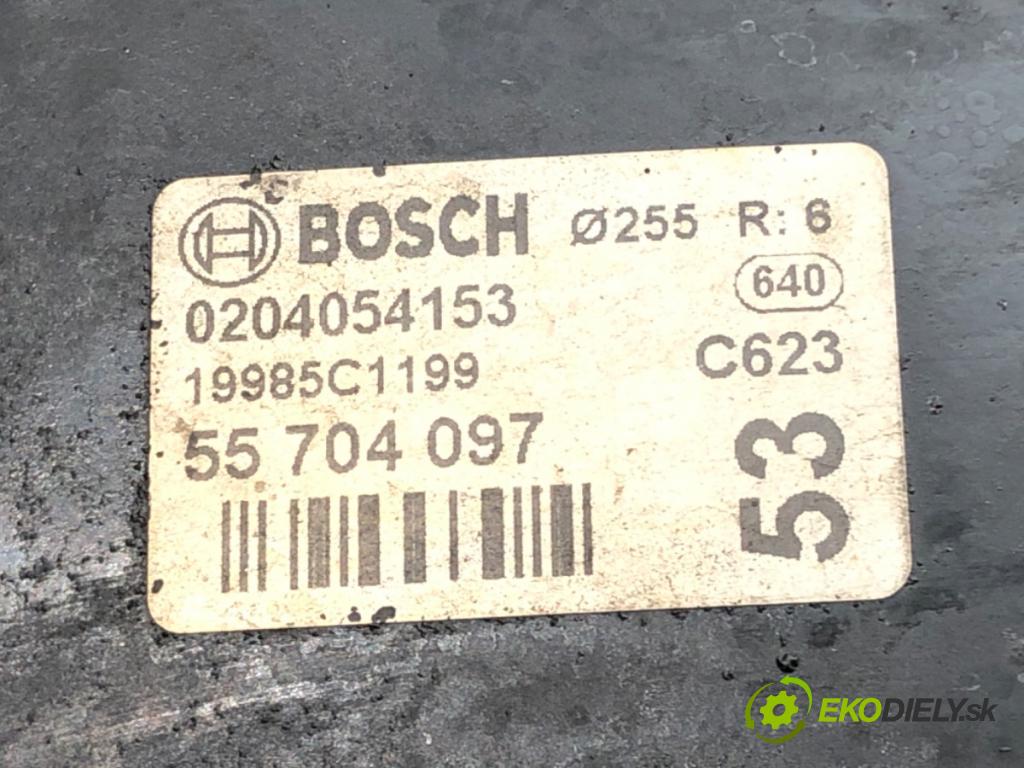 BOSCH Ø255 R: 6
0204054153 640
19985C1199 C623
55 704 097
53
EKODIELY.sk